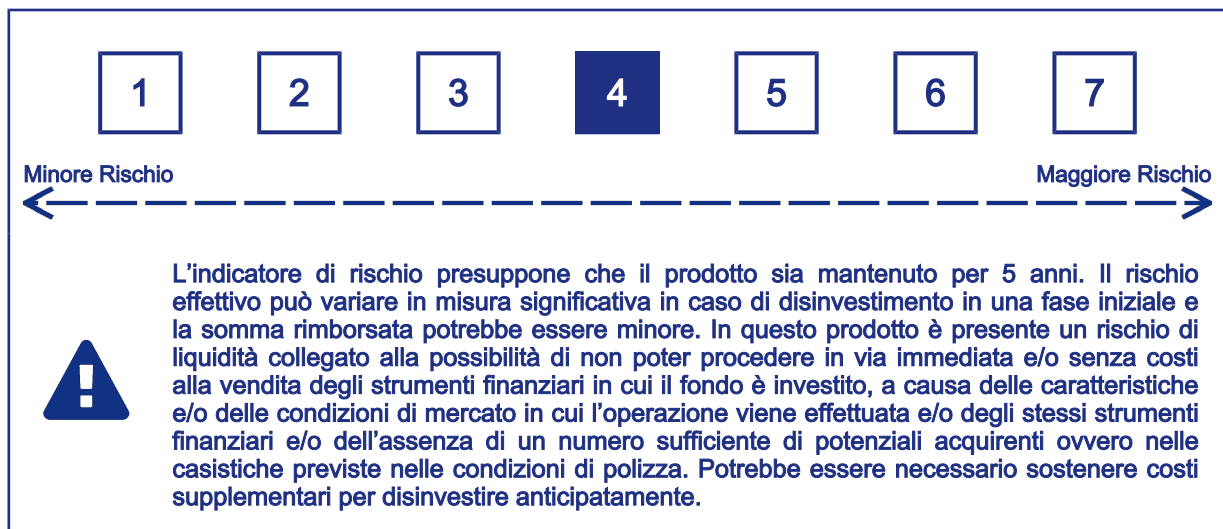 1 2 3 4 5 6 7
Minore Rischio Maggiore Rischio
L'indicatore di rischio presuppone che il prodotto sia mantenuto per 5 anni. Il rischio
effettivo può variare in misura significativa in caso di disinvestimento in una fase iniziale e
la somma rimborsata potrebbe essere minore. In questo prodotto è presente un rischio di
liquidità collegato alla possibilità di non poter procedere in via immediata e/o senza costi
alla vendita degli strumenti finanziari in cui il fondo è investito, a causa delle caratteristiche
e/o delle condizioni di mercato in cui l'operazione viene effettuata e/o degli stessi strumenti
finanziari e/o dell'assenza di un numero sufficiente di potenziali acquirenti ovvero nelle
casistiche previste nelle condizioni di polizza. Potrebbe essere necessario sostenere costi
supplementari per disinvestire anticipatamente.